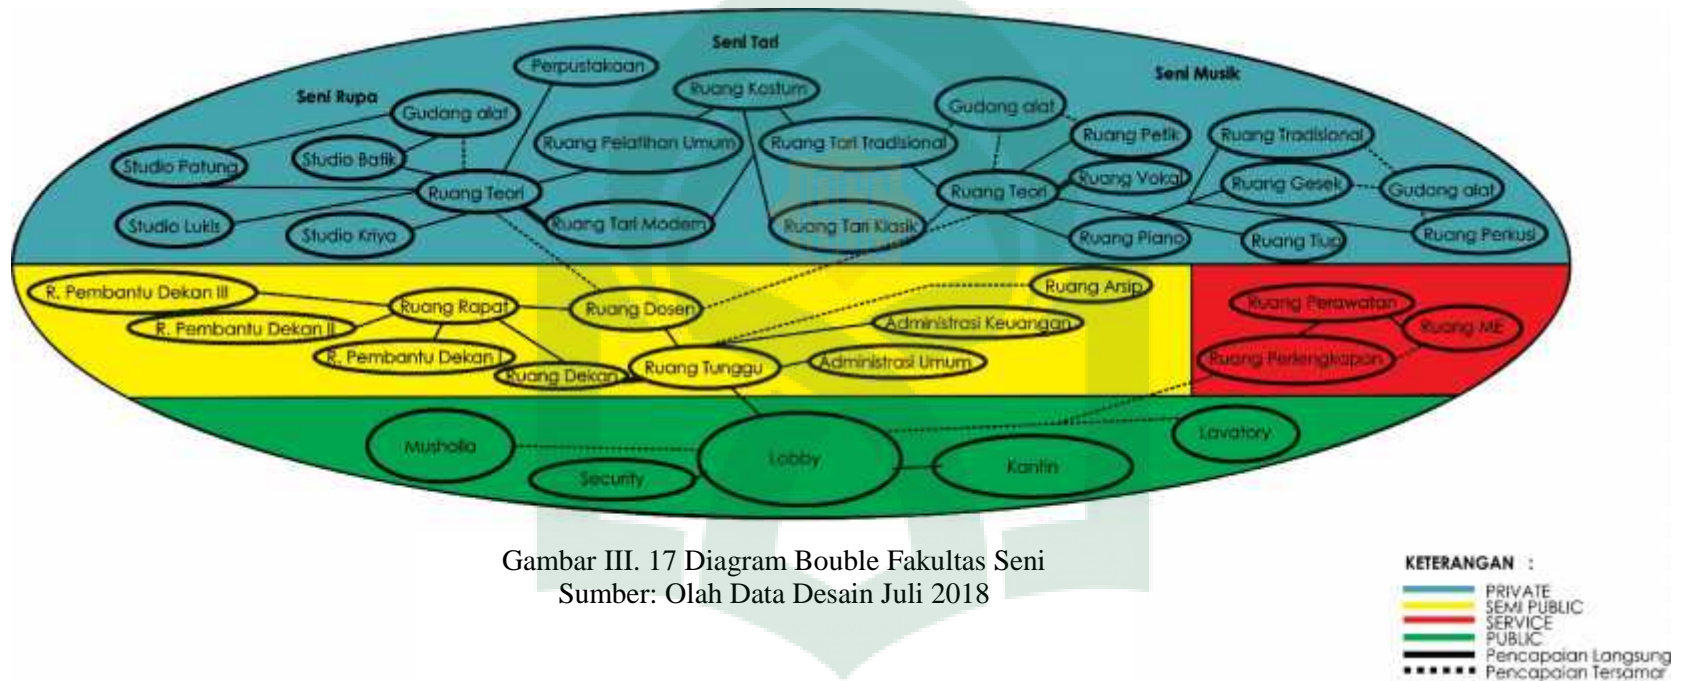 Seni Tari
Seni Musik
Seni Rupa
Perpustakaan
Ruang Kostum
Gudang alat
Gudang alat
Ruang Pelatihan Umum
Ruang Tari Tradisional
Ruang Petik
Ruang Tradisional
Studio Patung
Studio Batik
Ruang Teori
Ruang Teori
Ruang Vokal
Ruang Gesek
Gudang alat
Studio Lukis
Studio Kriya
Ruang Tari Modern
Ruang Tari Klasik
Ruang Piano
Ruang Tiup
Ruang Perkusi
R. Pembantu Dekan III
Ruang Rapat
Ruang Dosen
Ruang Arsip
Ruang Perawatan
R. Pembantu Dekan II
Administrasi Keuangan
Ruang ME
R. Pembantu Dekan I
Ruang Dekan
Ruang Tunggu
Administrasi Umum
Ruang Perlengkapan
Musholla
Lobby
Kantin
Lavatory
Security
Gambar III. 17 Diagram Bouble Fakultas Seni
Sumber: Olah Data Desain Juli 2018
KETERANGAN :
PRIVATE
SEMI PUBLIC
SERVICE
PUBLIC
Pencapaian Langsung
Pencapaian Tersamar